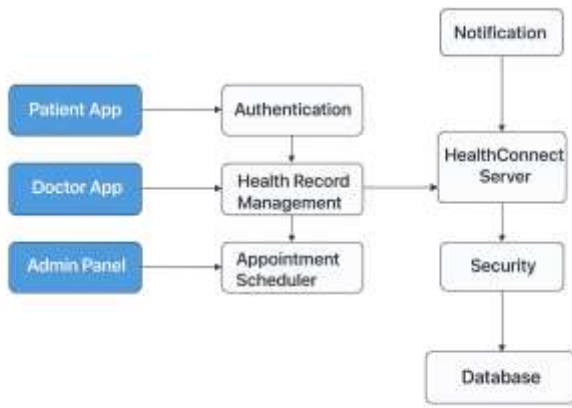 Notification
Patient App
Authentication
Doctor App
Health Record
Management
HealthConnect
Server
Admin Panel
Appointment
Scheduler
Security
Database